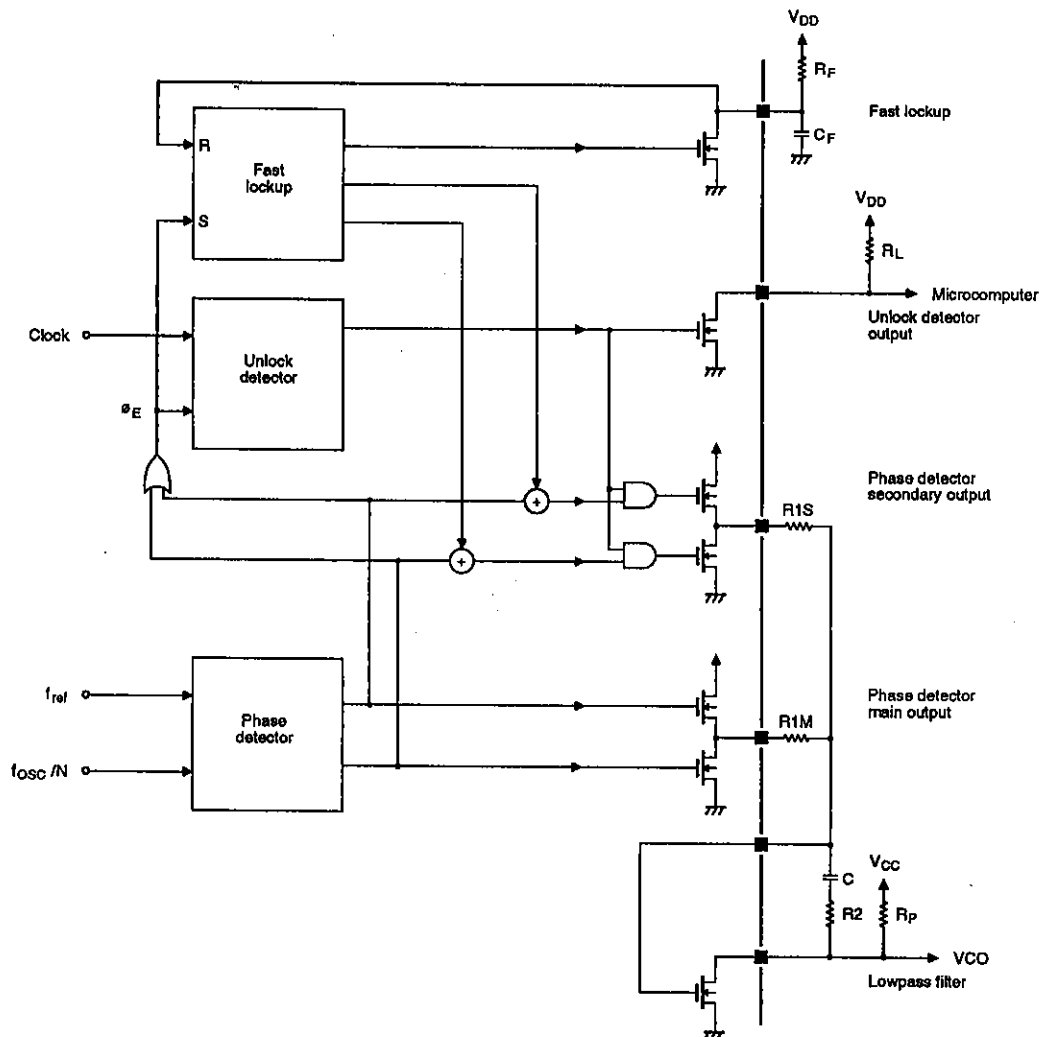 VDD
RF
Fast lockup
CF
R
Fast
lockup
S
VDD
RL
Microcomputer
Unlock detector
output
Clock
Unlock
detector
øE
Phase detector
secondary output
+
R1S
+
fref
Phase detector
main output
Phase
detector
R1M
fOSC /N
VCC
C
R2
RP
VCO
Lowpass filter